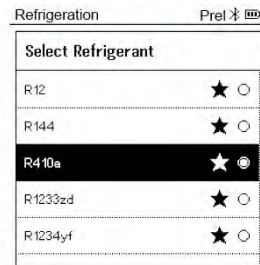 Refrigeration Prel
Select Refrigerant
R12
R144
R410a
R1233zd
R1234yf